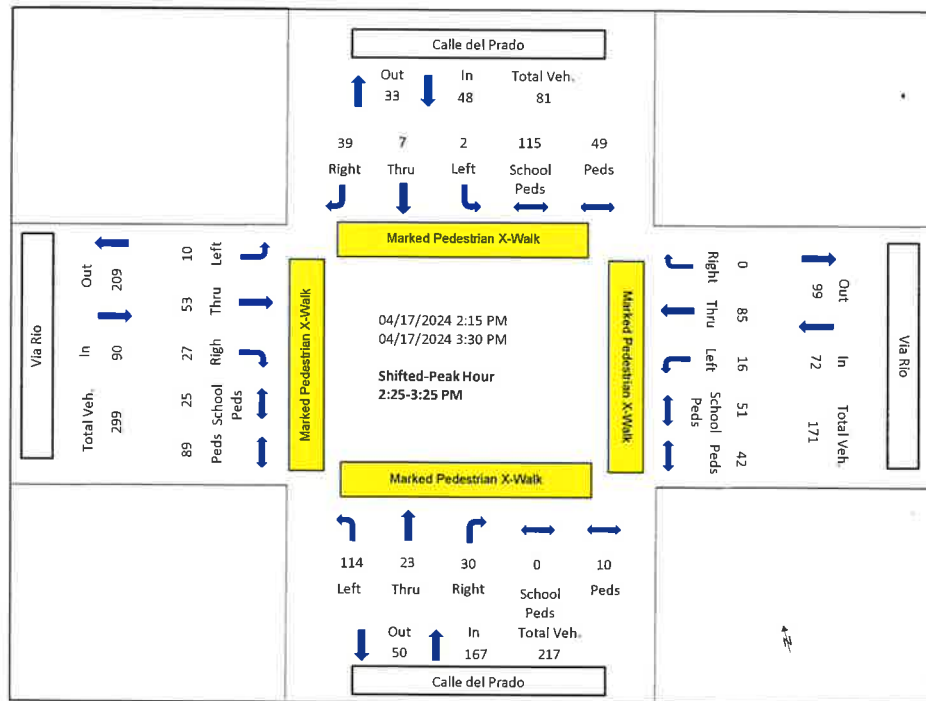 Calle del Prado
Out In Total Veh.
33 48 81
39 7 2 115 49
Right Thru Left School Peds Peds
Marked Pedestrian X-Walk
Via Rio
Out 209
In 90
Total Veh. 299
10 Left
53 Thru
27 Righ
25 School Peds
89 Peds
Marked Pedestrian X-Walk
04/17/2024 2:15 PM
04/17/2024 3:30 PM
Shifted-Peak Hour
2:25-3:25 PM
Marked Pedestrian X-Walk
Right 0
Thru 85
Left 16
School Peds 51
Peds 42
Out 99
In 72
Total Veh. 171
Via Rio
Marked Pedestrian X-Walk
114 23 30 0 10
Left Thru Right School Peds Peds
Out In Total Veh.
50 167 217
Calle del Prado
N